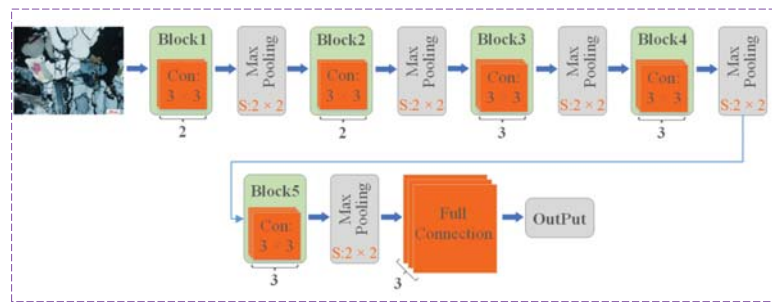 Block1
Con:
3 × 3
2
Max
Pooling
S:2 × 2
Block2
Con:
3 × 3
2
Max
Pooling
S:2 × 2
Block3
Con:
3 × 3
3
Max
Pooling
S:2 × 2
Block4
Con:
3 × 3
3
Max
Pooling
S:2 × 2
Block5
Con:
3 × 3
3
Max
Pooling
S:2 × 2
Full
Connection
3
OutPut